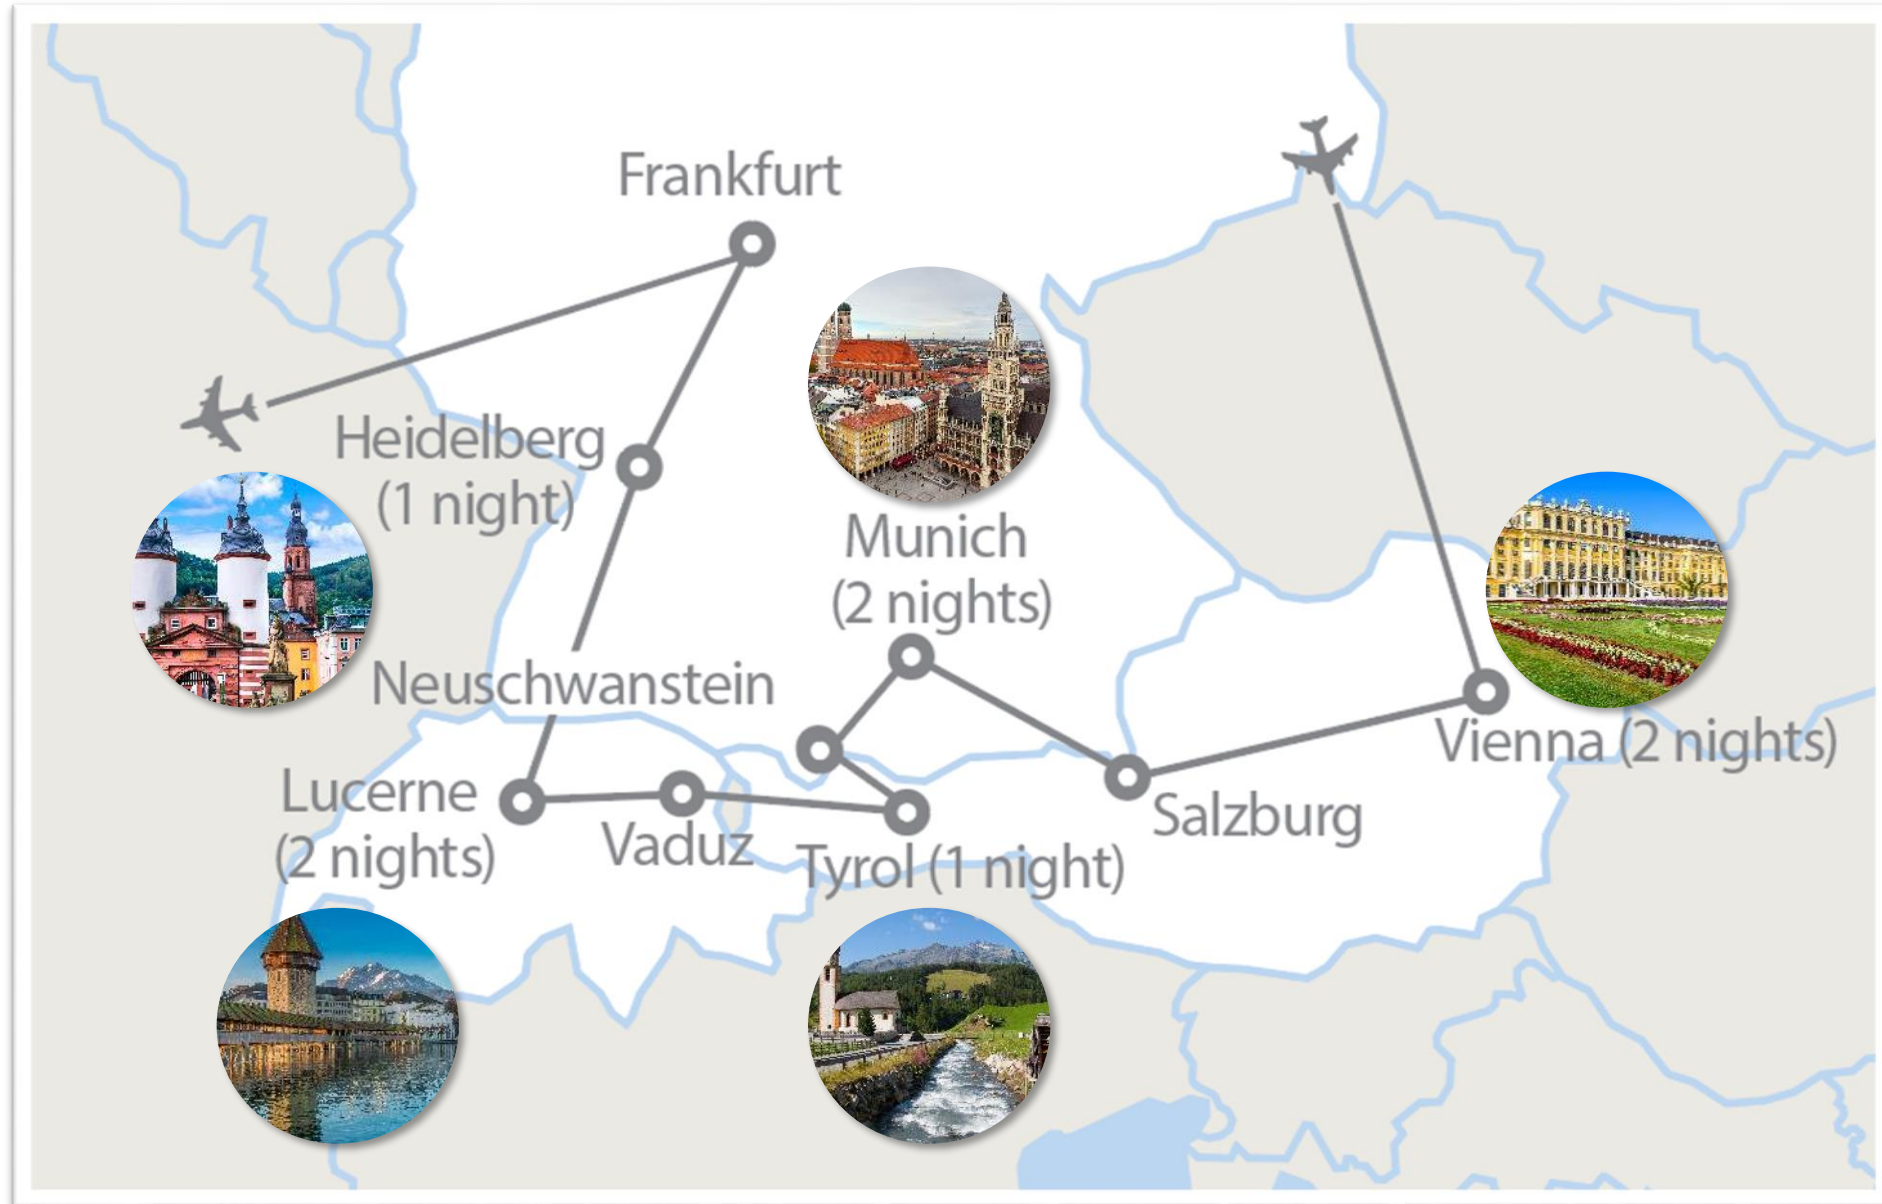 Frankfurt
Heidelberg
(1 night)
Munich
(2 nights)
Neuschwanstein
Vienna (2 nights)
Lucerne
(2 nights)
Vaduz
Tyrol (1 night)
Salzburg